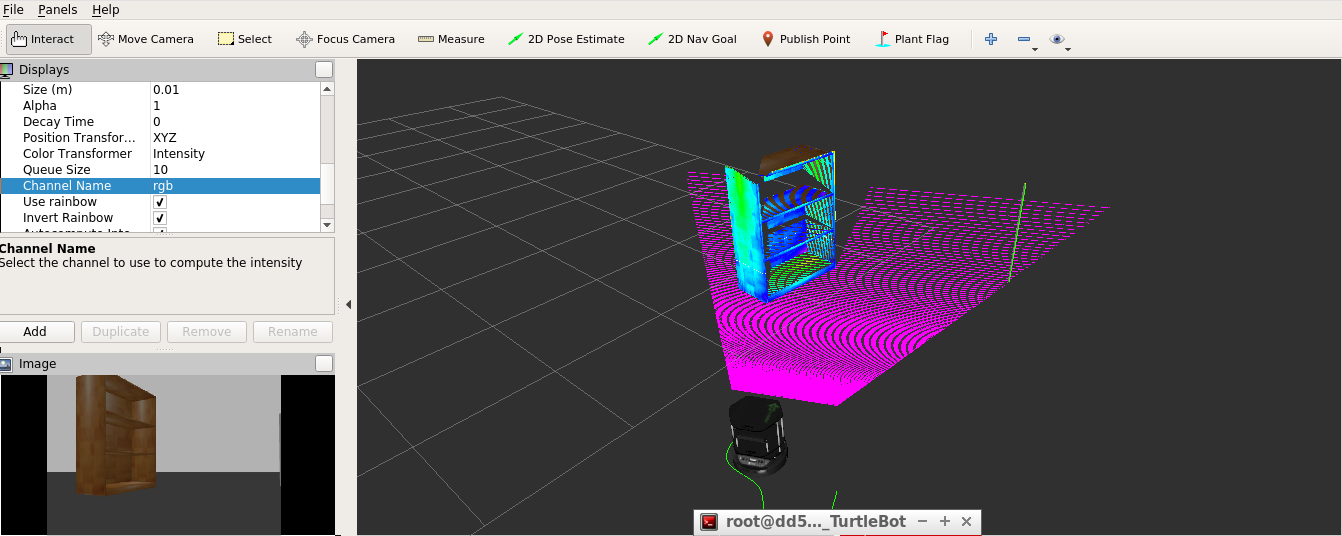 File Panels Help
Interact Move Camera Select Focus Camera Measure 2D Pose Estimate 2D Nav Goal Publish Point Plant Flag
Displays
Size (m) 0.01
Alpha 1
Decay Time 0
Position Transfor... XYZ
Color Transformer Intensity
Queue Size 10
Channel Name rgb
Use rainbow
Invert Rainbow
Channel Name
Select the channel to use to compute the intensity
Add Duplicate Remove Rename
Image
root@dd5..._TurtleBot